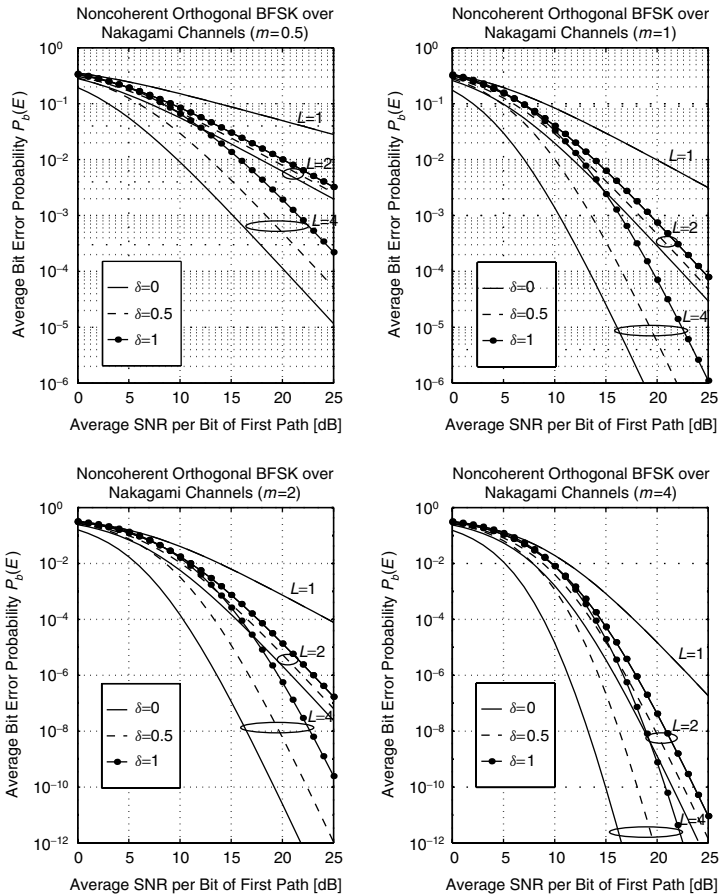 Noncoherent Orthogonal BFSK over
Nakagami Channels (m=0.5)
10⁰
10⁻¹
10⁻²
10⁻³
10⁻⁴
10⁻⁵
10⁻⁶
Average Bit Error Probability P_b(E)
L=1
L=2
L=4
δ=0
δ=0.5
δ=1
0 5 10 15 20 25
Average SNR per Bit of First Path [dB]
Noncoherent Orthogonal BFSK over
Nakagami Channels (m=1)
10⁰
10⁻¹
10⁻²
10⁻³
10⁻⁴
10⁻⁵
10⁻⁶
Average Bit Error Probability P_b(E)
L=1
L=2
L=4
δ=0
δ=0.5
δ=1
0 5 10 15 20 25
Average SNR per Bit of First Path [dB]
Noncoherent Orthogonal BFSK over
Nakagami Channels (m=2)
10⁰
10⁻²
10⁻⁴
10⁻⁶
10⁻⁸
10⁻¹⁰
10⁻¹²
Average Bit Error Probability P_b(E)
L=1
L=2
L=4
δ=0
δ=0.5
δ=1
0 5 10 15 20 25
Average SNR per Bit of First Path [dB]
Noncoherent Orthogonal BFSK over
Nakagami Channels (m=4)
10⁰
10⁻²
10⁻⁴
10⁻⁶
10⁻⁸
10⁻¹⁰
10⁻¹²
Average Bit Error Probability P_b(E)
L=1
L=2
L=4
δ=0
δ=0.5
δ=1
0 5 10 15 20 25
Average SNR per Bit of First Path [dB]